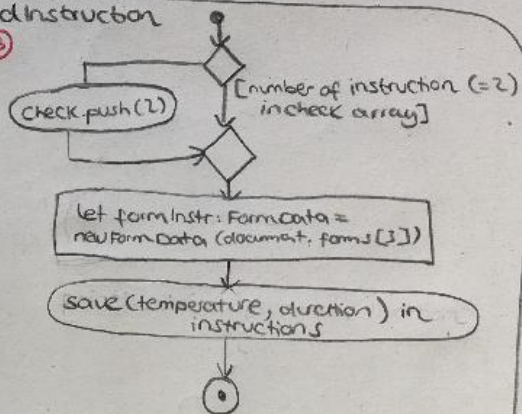 dInstruction
[number of instruction (=2)
in check array]
check.push(2)
let formInstr: FormData =
new FormData (document. forms [3])
save (temperature, duration) in
instructions